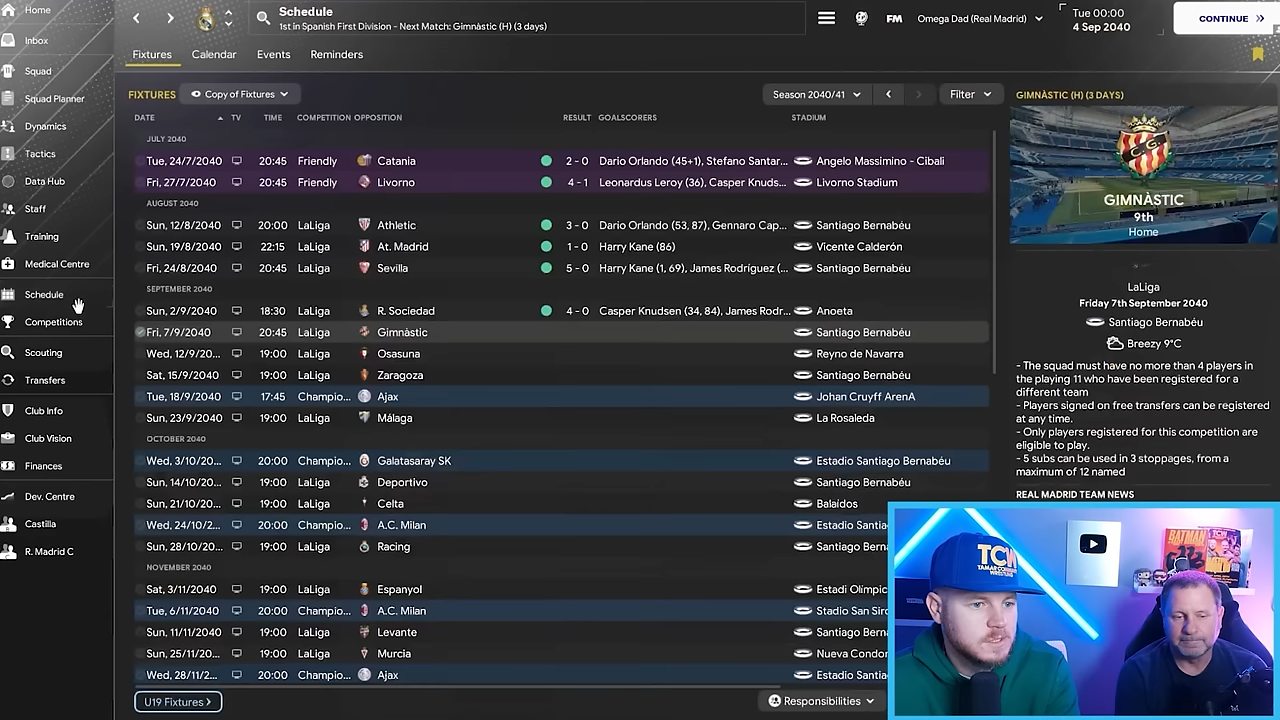 Home
Inbox
Squad
Squad Planner
Dynamics
Tactics
Data Hub
Staff
Training
Medical Centre
Schedule
Competitions
Scouting
Transfers
Club Info
Club Vision
Finances
Dev. Centre
Castilla
R. Madrid C
Schedule
1st in Spanish First Division - Next Match: Gimnàstic (H) (3 days)
FM
Omega Dad (Real Madrid)
Tue 00:00
4 Sep 2040
CONTINUE
Fixtures Calendar Events Reminders
FIXTURES Copy of Fixtures Season 2040/41 Filter
DATE TV TIME COMPETITION OPPOSITION RESULT GOALSCORERS STADIUM
JULY 2040
Tue, 24/7/2040 20:45 Friendly Catania 2 - 0 Dario Orlando (45+1), Stefano Santar... Angelo Massimino - Cibali
Fri, 27/7/2040 20:45 Friendly Livorno 4 - 1 Leonardus Leroy (36), Casper Knuds... Livorno Stadium
AUGUST 2040
Sun, 12/8/2040 20:00 LaLiga Athletic 3 - 0 Dario Orlando (53, 87), Gennaro Cap... Santiago Bernabéu
Sun, 19/8/2040 22:15 LaLiga At. Madrid 1 - 0 Harry Kane (86) Vicente Calderón
Fri, 24/8/2040 20:45 LaLiga Sevilla 5 - 0 Harry Kane (1, 69), James Rodríguez (... Santiago Bernabéu
SEPTEMBER 2040
Sun, 2/9/2040 18:30 LaLiga R. Sociedad 4 - 0 Casper Knudsen (34, 84), James Rodr... Anoeta
Fri, 7/9/2040 20:45 LaLiga Gimnàstic Santiago Bernabéu
Wed, 12/9/20... 19:00 LaLiga Osasuna Reyno de Navarra
Sat, 15/9/2040 19:00 LaLiga Zaragoza Santiago Bernabéu
Tue, 18/9/2040 17:45 Champio... Ajax Johan Cruyff ArenA
Sun, 23/9/2040 19:00 LaLiga Málaga La Rosaleda
OCTOBER 2040
Wed, 3/10/20... 20:00 Champio... Galatasaray SK Estadio Santiago Bernabéu
Sun, 14/10/20... 19:00 LaLiga Deportivo Santiago Bernabéu
Sun, 21/10/20... 19:00 LaLiga Celta Balaídos
Wed, 24/10/2... 20:00 Champio... A.C. Milan Estadio Santia
Sun, 28/10/20... 19:00 LaLiga Racing Santiago Bern
NOVEMBER 2040
Sat, 3/11/2040 19:00 LaLiga Espanyol Estadi Olímpic
Tue, 6/11/2040 20:00 Champio... A.C. Milan Stadio San Siro
Sun, 11/11/2040 19:00 LaLiga Levante Santiago Berna
Sun, 25/11/20... 19:00 LaLiga Murcia Nueva Condor
Wed, 28/11/2... 20:00 Champio... Ajax Estadio Santia
U19 Fixtures
Responsibilities
GIMNÀSTIC (H) (3 DAYS)
GIMNÀSTIC
9th
Home
LaLiga
Friday 7th September 2040
Santiago Bernabéu
Breezy 9°C
- The squad must have no more than 4 players in
the playing 11 who have been registered for a
different team
- Players signed on free transfers can be registered
at any time.
- Only players registered for this competition are
eligible to play.
- 5 subs can be used in 3 stoppages, from a
maximum of 12 named
REAL MADRID TEAM NEWS
TCW
BATMAN